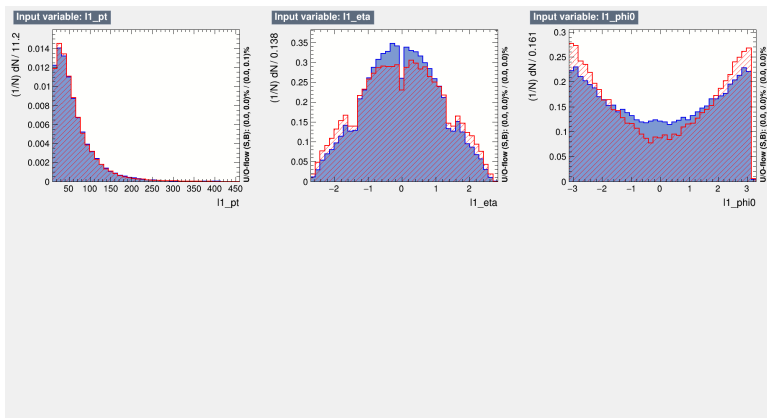 Input variable: l1_pt
(1/N) dN / 11.2
0.014
0.012
0.01
0.008
0.006
0.004
0.002
0
50 100 150 200 250 300 350 400 450
l1_pt
U/O-flow (S,B): (0.0, 0.0)% / (0.0, 0.1)%
Input variable: l1_eta
(1/N) dN / 0.138
0.35
0.3
0.25
0.2
0.15
0.1
0.05
0
−2 −1 0 1 2
l1_eta
U/O-flow (S,B): (0.0, 0.0)% / (0.0, 0.0)%
Input variable: l1_phi0
(1/N) dN / 0.161
0.3
0.25
0.2
0.15
0.1
0.05
0
−3 −2 −1 0 1 2 3
l1_phi0
U/O-flow (S,B): (0.0, 0.0)% / (0.0, 0.0)%